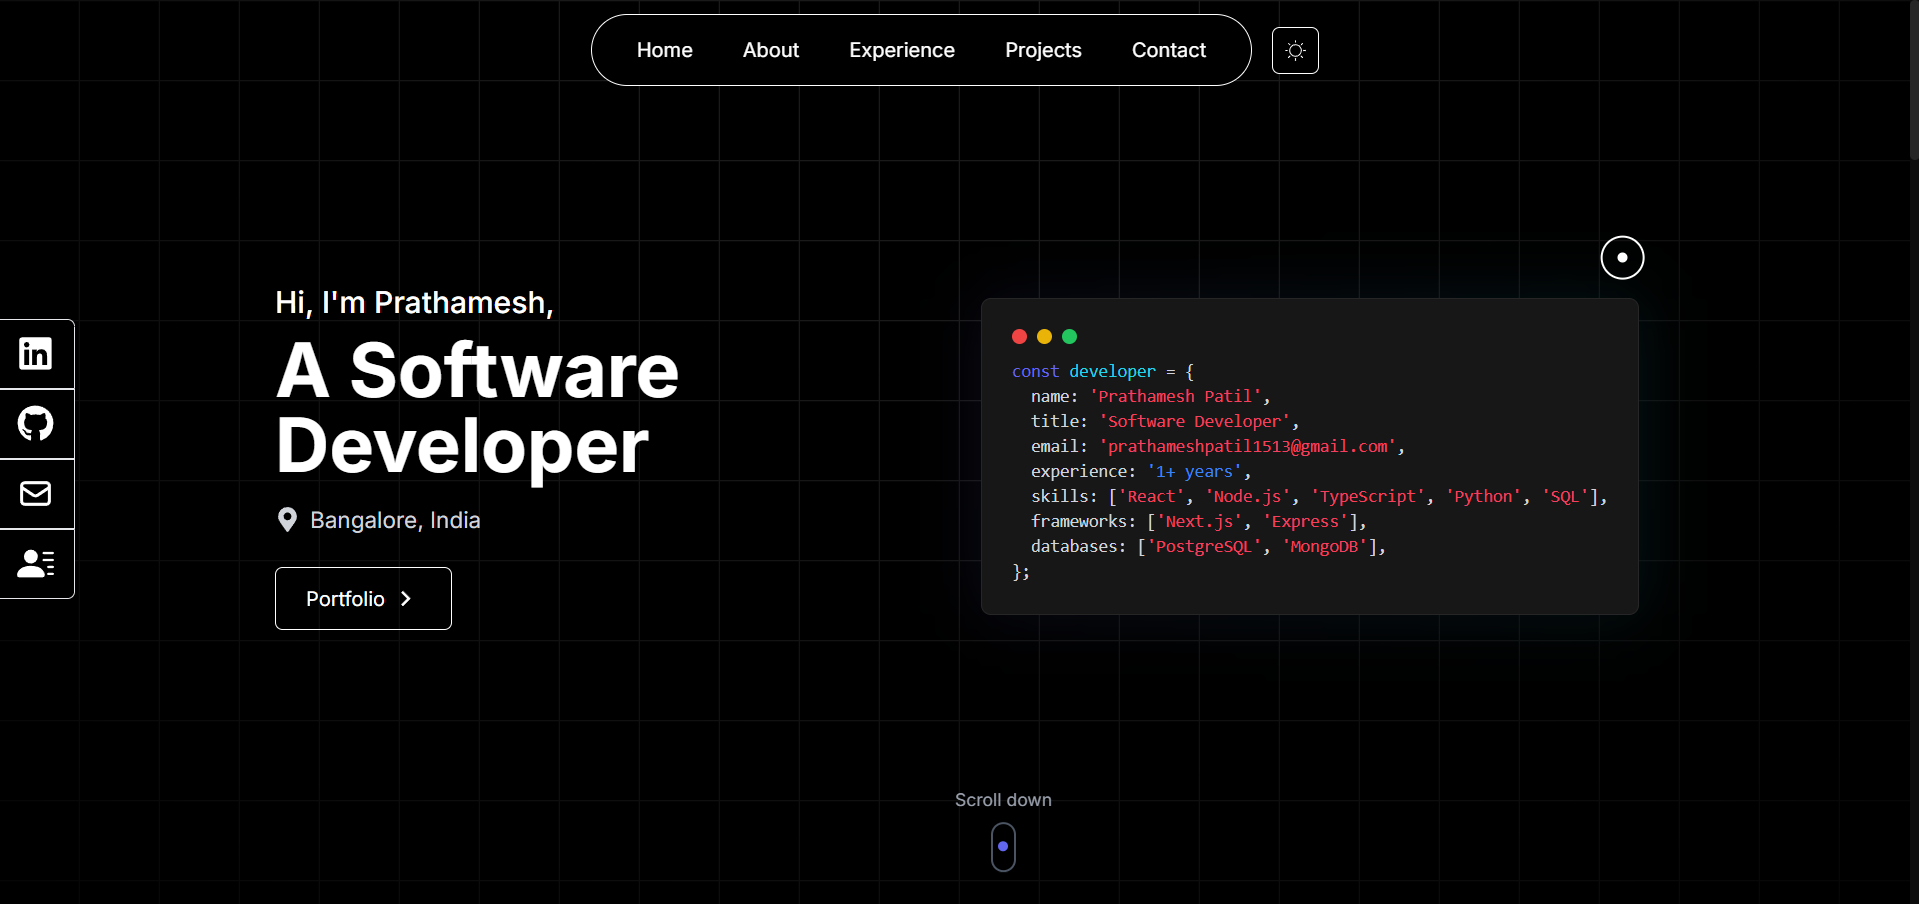 Home About Experience Projects Contact
Hi, I'm Prathamesh,
A Software
Developer
Bangalore, India
Portfolio
const developer = {
  name: 'Prathamesh Patil',
  title: 'Software Developer',
  email: 'prathameshpatil1513@gmail.com',
  experience: '1+ years',
  skills: ['React', 'Node.js', 'TypeScript', 'Python', 'SQL'],
  frameworks: ['Next.js', 'Express'],
  databases: ['PostgreSQL', 'MongoDB'],
};
Scroll down